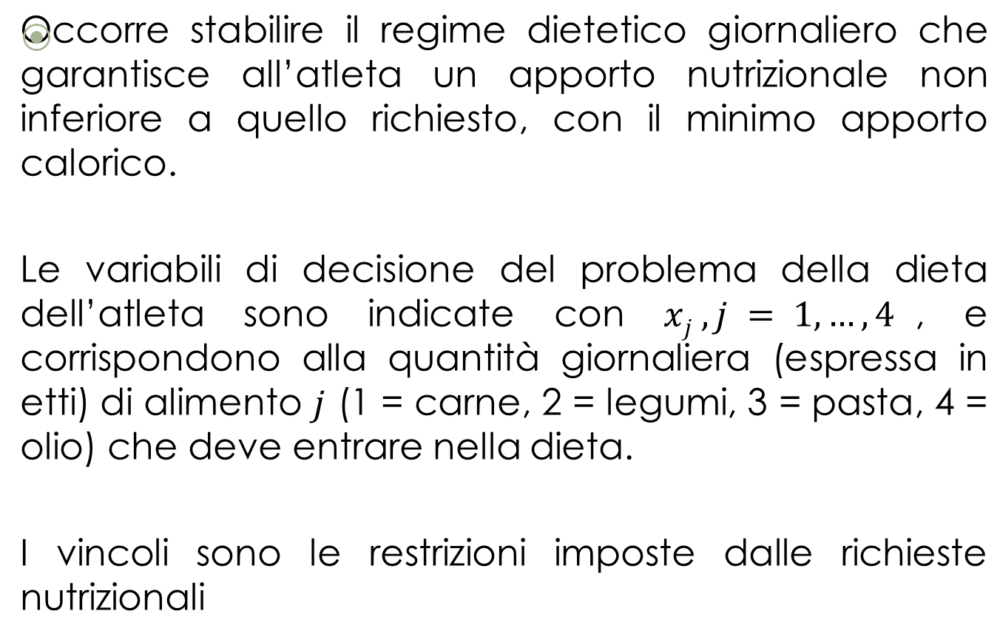 Occorre stabilire il regime dietetico giornaliero che
garantisce all'atleta un apporto nutrizionale non
inferiore a quello richiesto, con il minimo apporto
calorico.
Le variabili di decisione del problema della dieta
dell'atleta sono indicate con x_j , j = 1, … , 4 , e
corrispondono alla quantità giornaliera (espressa in
etti) di alimento j (1 = carne, 2 = legumi, 3 = pasta, 4 =
olio) che deve entrare nella dieta.
I vincoli sono le restrizioni imposte dalle richieste
nutrizionali